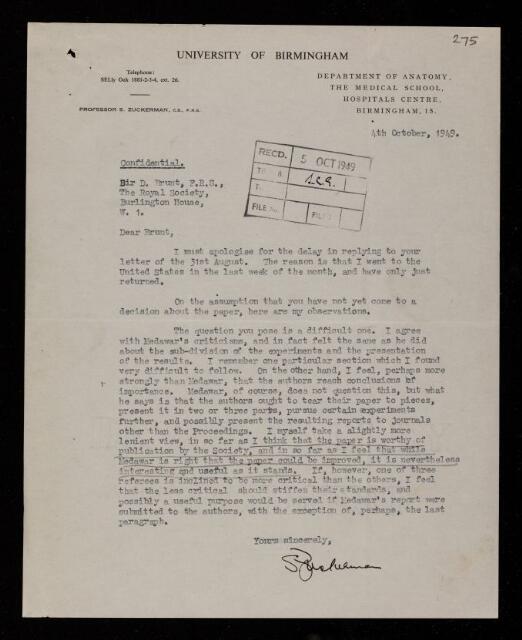 275
UNIVERSITY OF BIRMINGHAM
Telephone:
SELly Oak 1603-2-3-4, ext. 26.
DEPARTMENT OF ANATOMY,
THE MEDICAL SCHOOL,
HOSPITALS CENTRE,
BIRMINGHAM, 15.
PROFESSOR S. ZUCKERMAN, C.B., F.R.S.
4th October, 1949.
RECD. 5 OCT 1949
FILE No.
FILED
Confidential.
Sir D. Brunt, F.R.S.,
The Royal Society,
Burlington House,
W. 1.
Dear Brunt,
I must apologise for the delay in replying to your
letter of the 31st August. The reason is that I went to the
United States in the last week of the month, and have only just
returned.
On the assumption that you have not yet come to a
decision about the paper, here are my observations.
The question you pose is a difficult one. I agree
with Medawar's criticisms, and in fact felt the same as he did
about the sub-division of the experiments and the presentation
of the results. I remember one particular section which I found
very difficult to follow. On the other hand, I feel, perhaps more
strongly than Medawar, that the authors reach conclusions of
importance. Medawar, of course, does not question this, but what
he says is that the authors ought to tear their paper to pieces,
present it in two or three parts, pursue certain experiments
further, and possibly present the resulting reports to journals
other than the Proceedings. I myself take a slightly more
lenient view, in so far as I think that the paper is worthy of
publication by the Society, and in so far as I feel that while
Medawar is right that the paper could be improved, it is nevertheless
interesting and useful as it stands. If, however, one of three
referees is inclined to be more critical than the others, I feel
that the less critical should stiffen their standards, and
possibly a useful purpose would be served if Medawar's report were
submitted to the authors, with the exception of, perhaps, the last
paragraph.
Yours sincerely,
S Zuckerman